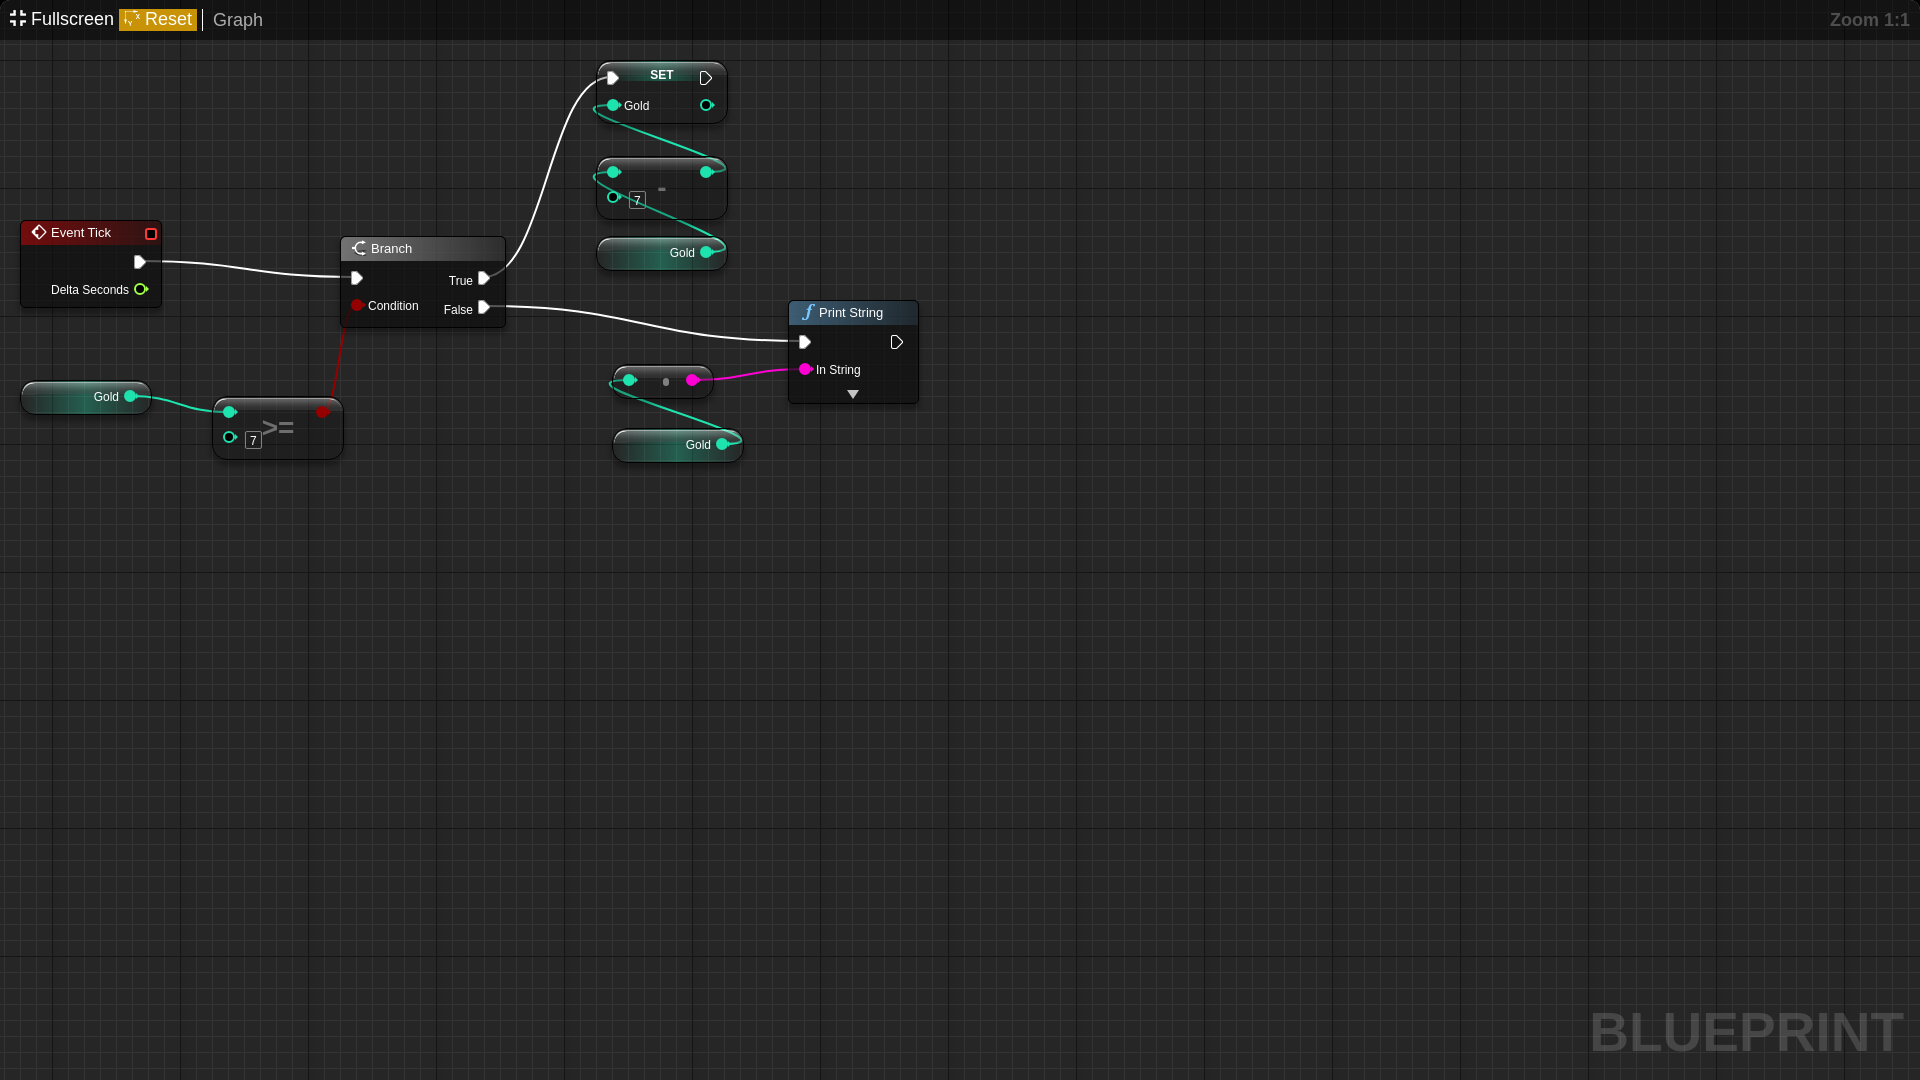 Fullscreen Reset Graph Zoom 1:1
SET
Gold
-
7
Gold
Event Tick
Delta Seconds
Branch
True
Condition
False
Print String
In String
Gold
>=
7
Gold
BLUEPRINT